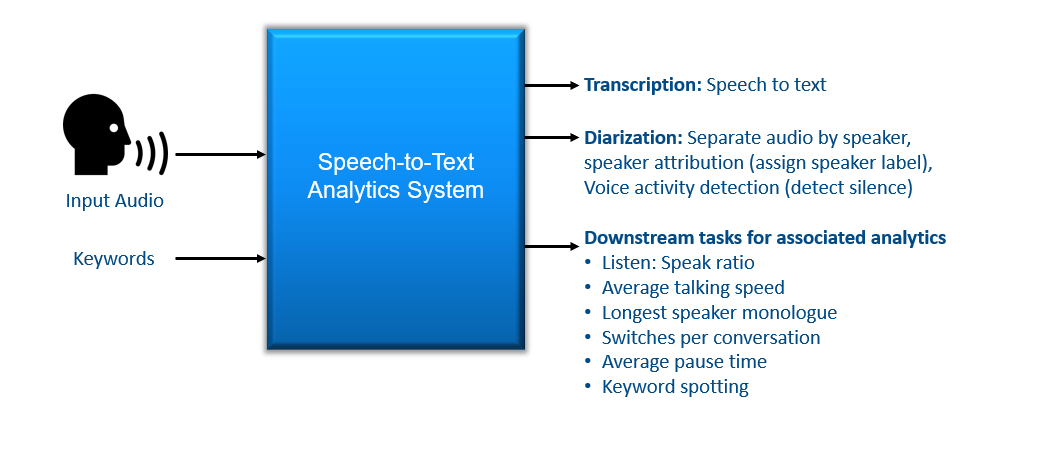 Input Audio
Keywords
Speech-to-Text
Analytics System
Transcription: Speech to text
Diarization: Separate audio by speaker,
speaker attribution (assign speaker label),
Voice activity detection (detect silence)
Downstream tasks for associated analytics
• Listen: Speak ratio
• Average talking speed
• Longest speaker monologue
• Switches per conversation
• Average pause time
• Keyword spotting